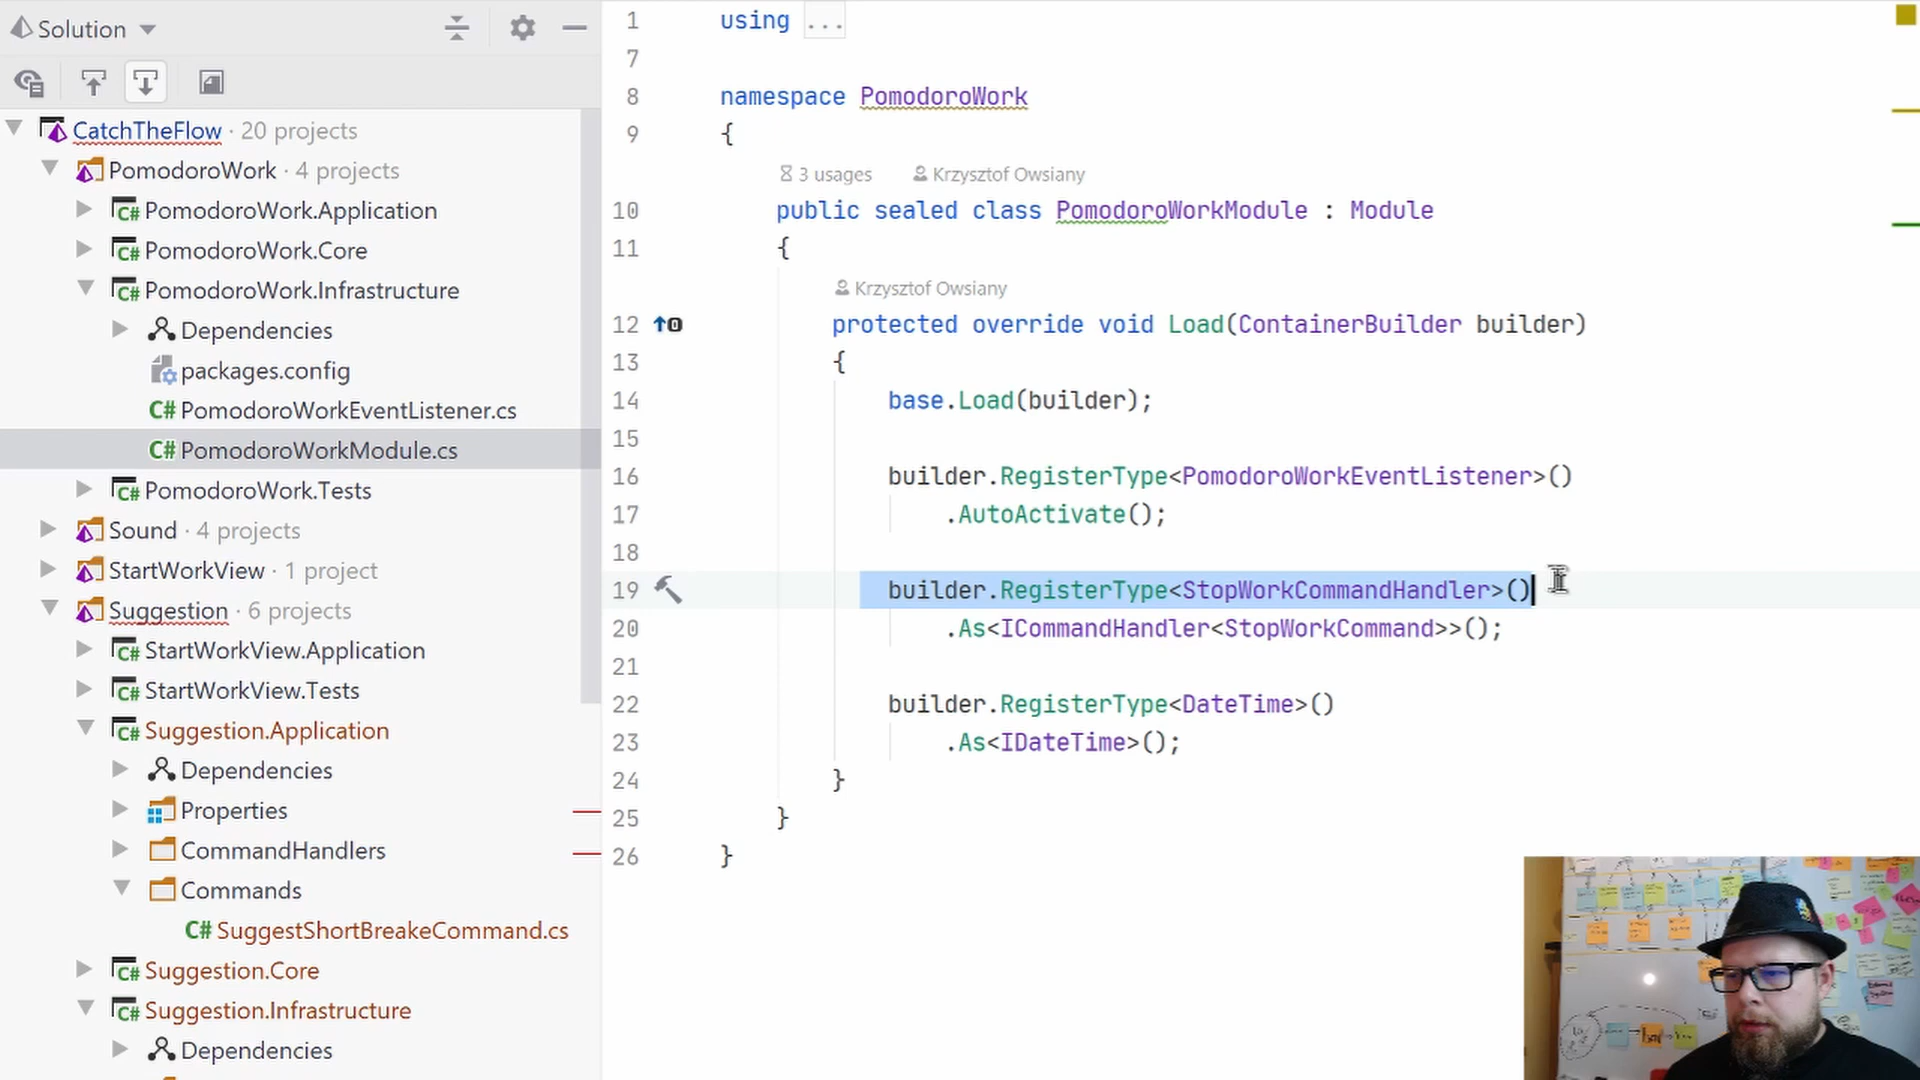 Solution
CatchTheFlow · 20 projects
PomodoroWork · 4 projects
C# PomodoroWork.Application
C# PomodoroWork.Core
C# PomodoroWork.Infrastructure
Dependencies
packages.config
C# PomodoroWorkEventListener.cs
C# PomodoroWorkModule.cs
C# PomodoroWork.Tests
Sound · 4 projects
StartWorkView · 1 project
Suggestion · 6 projects
C# StartWorkView.Application
C# StartWorkView.Tests
C# Suggestion.Application
Dependencies
Properties
CommandHandlers
Commands
C# SuggestShortBreakeCommand.cs
C# Suggestion.Core
C# Suggestion.Infrastructure
Dependencies
1 using ...
7
8 namespace PomodoroWork
9 {
3 usages Krzysztof Owsiany
10 public sealed class PomodoroWorkModule : Module
11 {
Krzysztof Owsiany
12 protected override void Load(ContainerBuilder builder)
13 {
14 base.Load(builder);
15
16 builder.RegisterType<PomodoroWorkEventListener>()
17 .AutoActivate();
18
19 builder.RegisterType<StopWorkCommandHandler>()
20 .As<ICommandHandler<StopWorkCommand>>();
21
22 builder.RegisterType<DateTime>()
23 .As<IDateTime>();
24 }
25 }
26 }